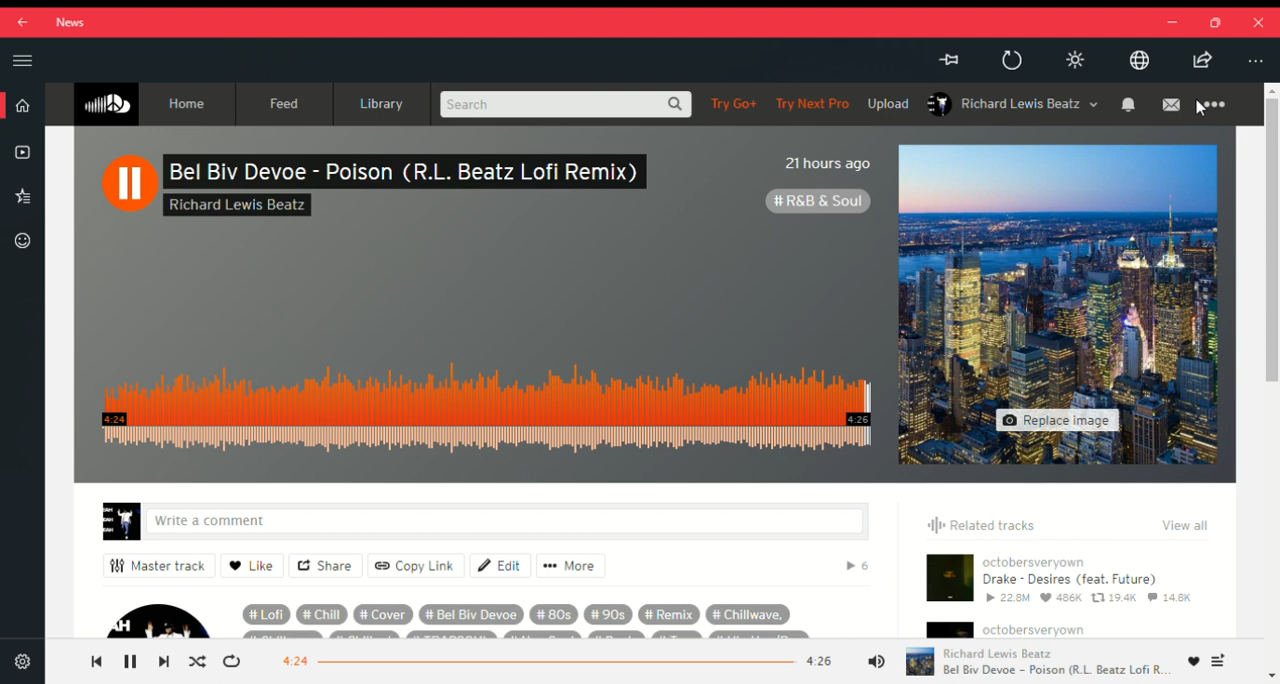 News
Home Feed Library Search Try Go+ Try Next Pro Upload Richard Lewis Beatz
Bel Biv Devoe - Poison (R.L. Beatz Lofi Remix)
Richard Lewis Beatz
21 hours ago
# R&B & Soul
4:24 4:26
Replace image
Write a comment
Master track Like Share Copy Link Edit More 6
# Lofi # Chill # Cover # Bel Biv Devoe # 80s # 90s # Remix # Chillwave,
Related tracks View all
octobersveryown
Drake - Desires (feat. Future)
22.8M 486K 19.4K 14.8K
octobersveryown
4:24 4:26
Richard Lewis Beatz
Bel Biv Devoe - Poison (R.L. Beatz Lofi R...